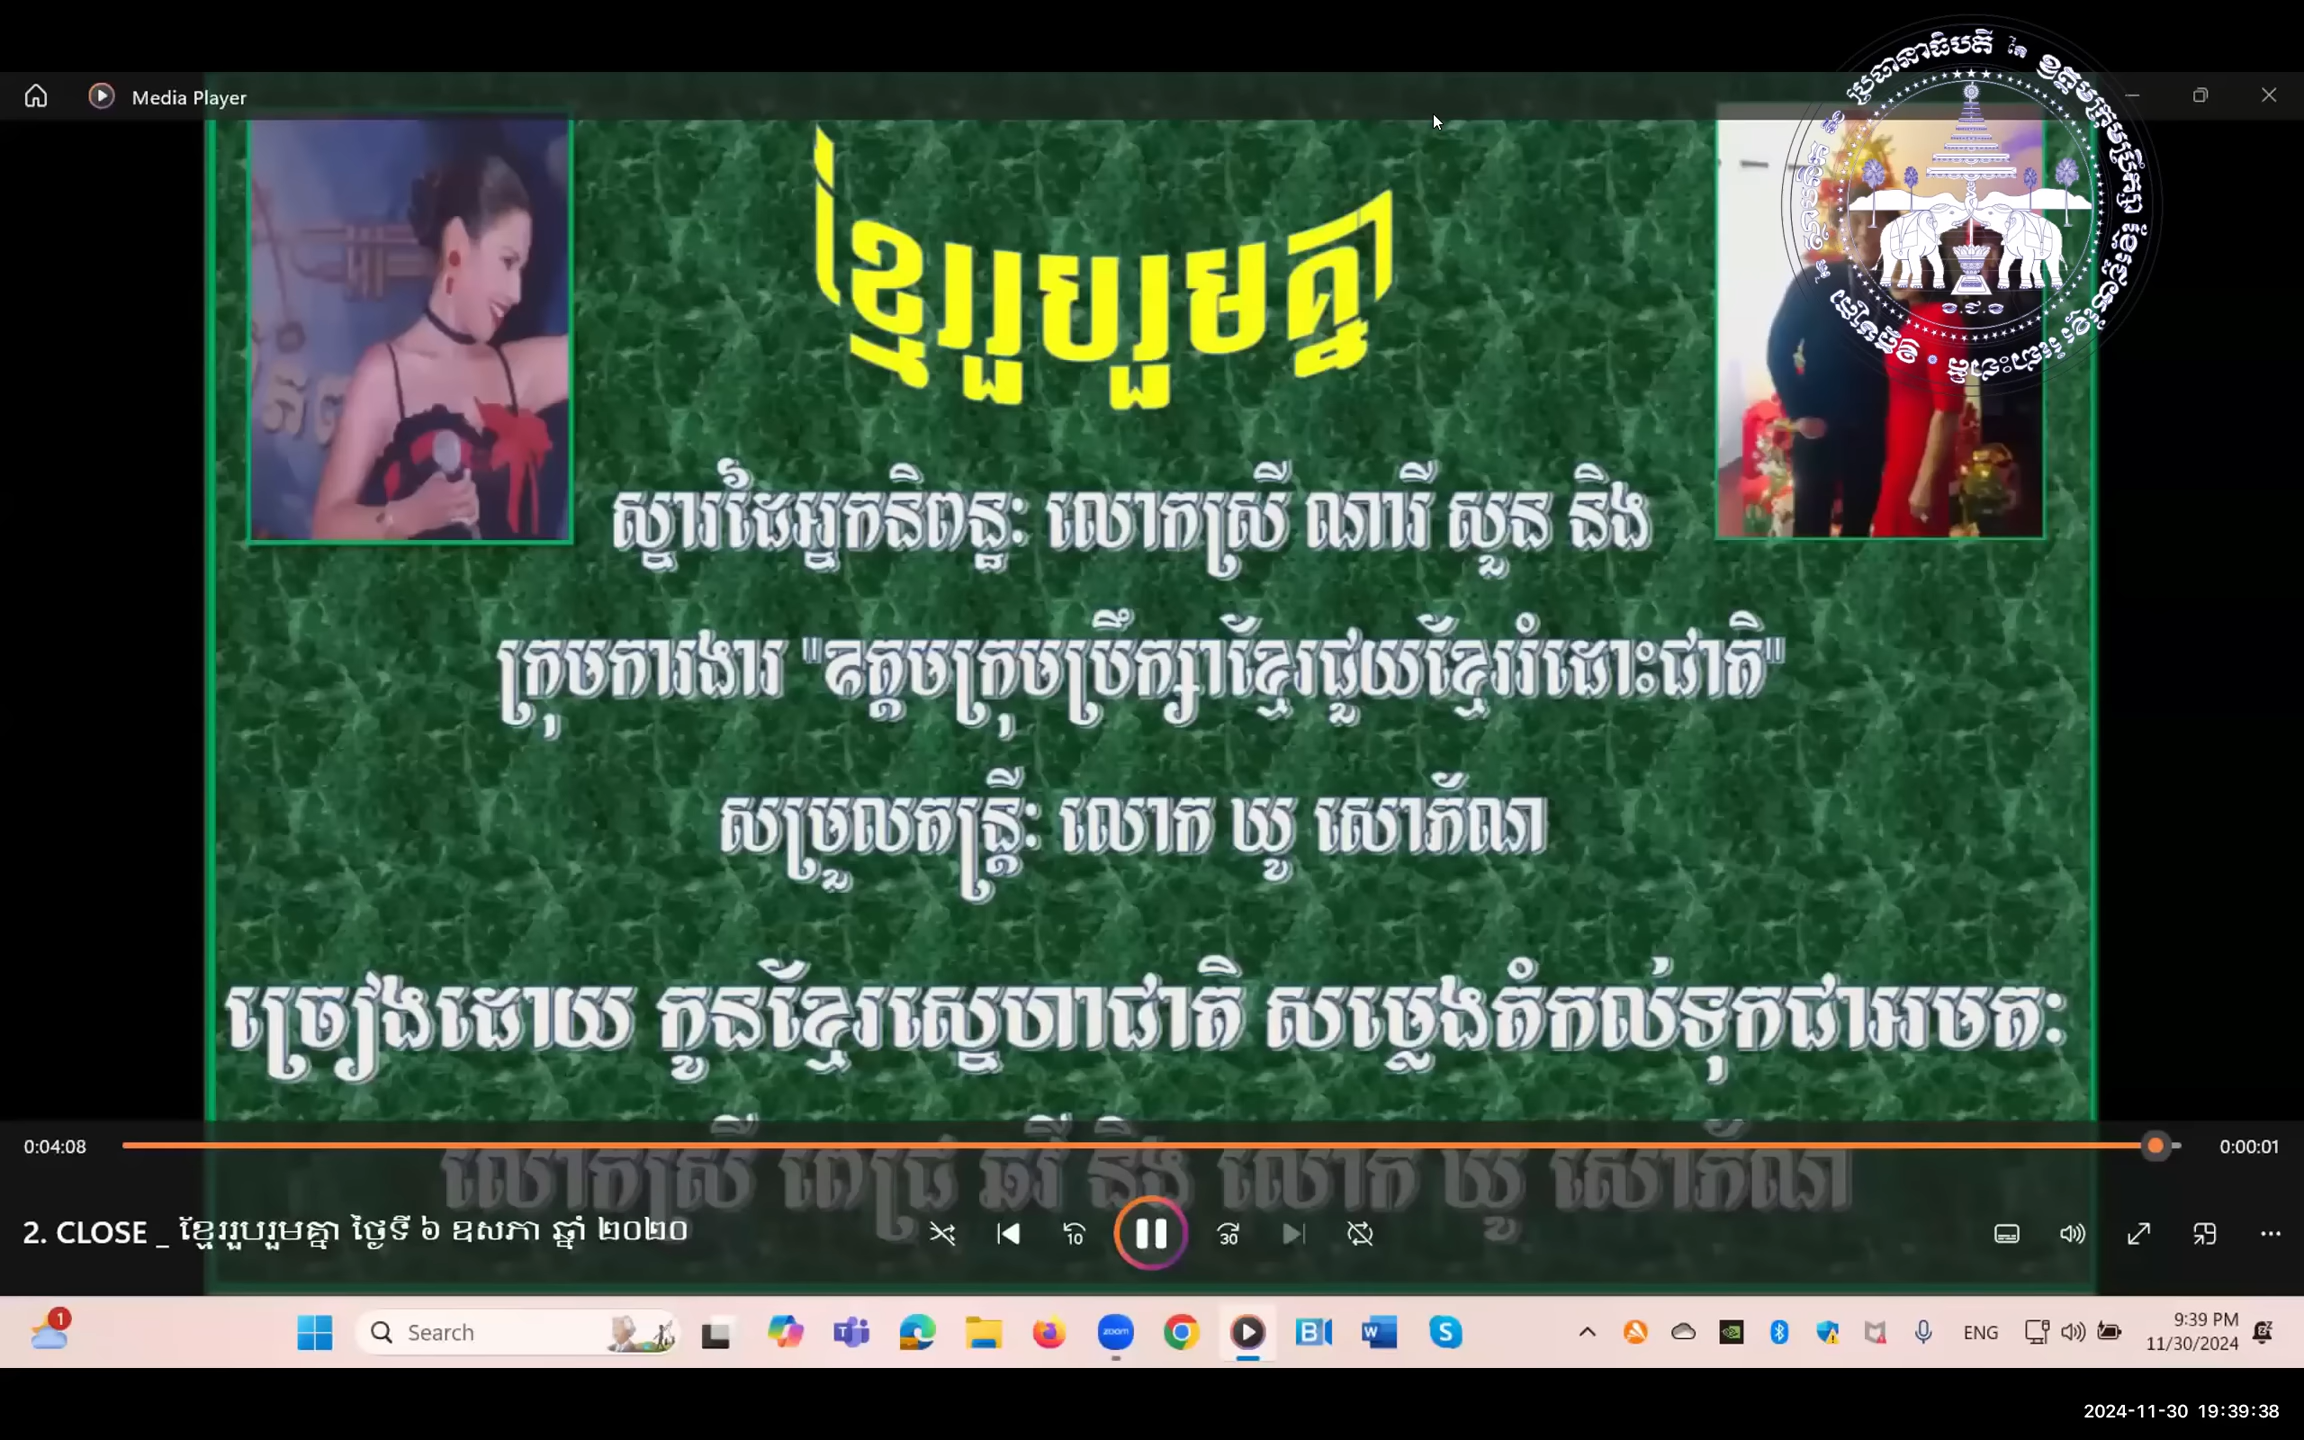 Media Player
ខ្មែររួបរួមគ្នា
ស្នារដៃអ្នកនិពន្ធៈ លោកស្រី ណារី សួន និង
ក្រុមការងារ "ឧត្តមក្រុមប្រឹក្សាខ្មែរជួយខ្មែររំដោះជាតិ"
សម្រួលតន្ត្រីៈ លោក ឃូ សោភ័ណ
ច្រៀងដោយ កូនខ្មែរស្នេហាជាតិ សម្លេងតំកល់ទុកជាអមតៈ
លោកស្រី ពេជ្រ ឆវី និង លោក ឃូ សោភ័ណ
0:04:08
0:00:01
2. CLOSE _ ខ្មែររួបរួមគ្នា ថ្ងៃទី ៦ ឧសភា ឆ្នាំ ២០២០
10
30
1
Search
zoom
ENG
9:39 PM
11/30/2024
2024-11-30 19:39:38